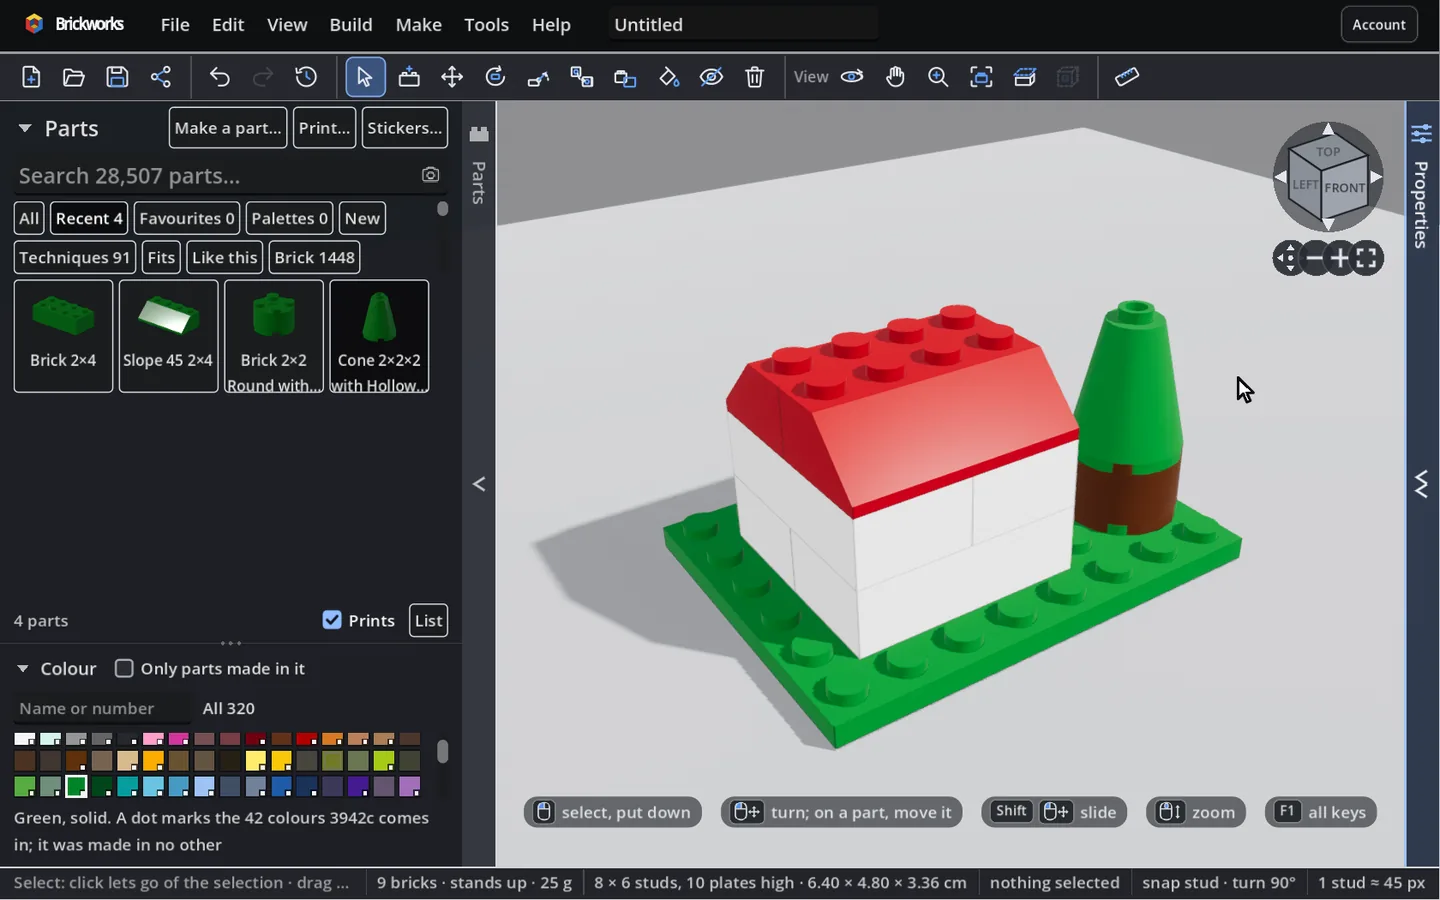 Brickworks
File Edit View Build Make Tools Help
Untitled
Account
View
Parts
Make a part...
Print...
Stickers...
Search 28,507 parts...
All
Recent 4
Favourites 0
Palettes 0
New
Techniques 91
Fits
Like this
Brick 1448
Brick 2×4
Slope 45 2×4
Brick 2×2
Round with...
Cone 2×2×2
with Hollow...
4 parts
Prints
List
Colour
Only parts made in it
Name or number
All 320
Green, solid. A dot marks the 42 colours 3942c comes
in; it was made in no other
Parts
TOP
LEFT
FRONT
Properties
select, put down
turn; on a part, move it
Shift
slide
zoom
F1
all keys
Select: click lets go of the selection · drag ...
9 bricks · stands up · 25 g
8 × 6 studs, 10 plates high · 6.40 × 4.80 × 3.36 cm
nothing selected
snap stud · turn 90°
1 stud ≈ 45 px